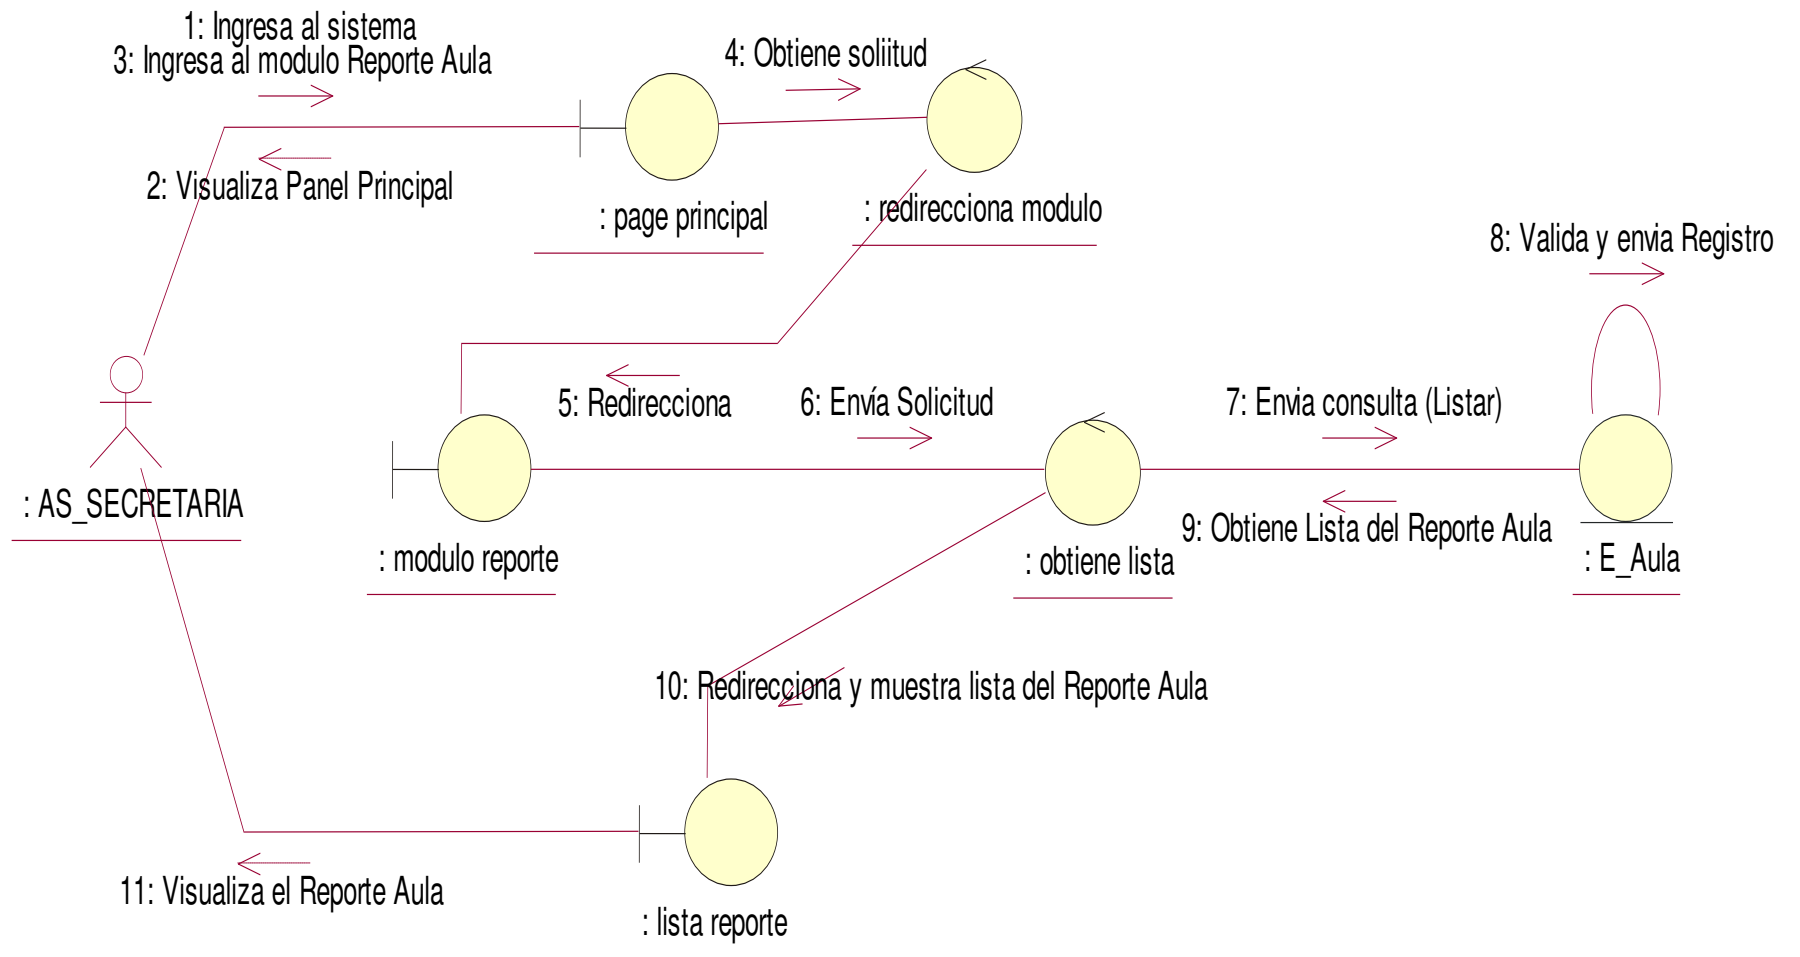 1: Ingresa al sistema
3: Ingresa al modulo Reporte Aula
4: Obtiene soliitud
2: Visualiza Panel Principal
: page principal
: redirecciona modulo
8: Valida y envia Registro
5: Redirecciona
6: Envía Solicitud
7: Envia consulta (Listar)
: AS_SECRETARIA
9: Obtiene Lista del Reporte Aula
: modulo reporte
: obtiene lista
: E_Aula
10: Redirecciona y muestra lista del Reporte Aula
11: Visualiza el Reporte Aula
: lista reporte